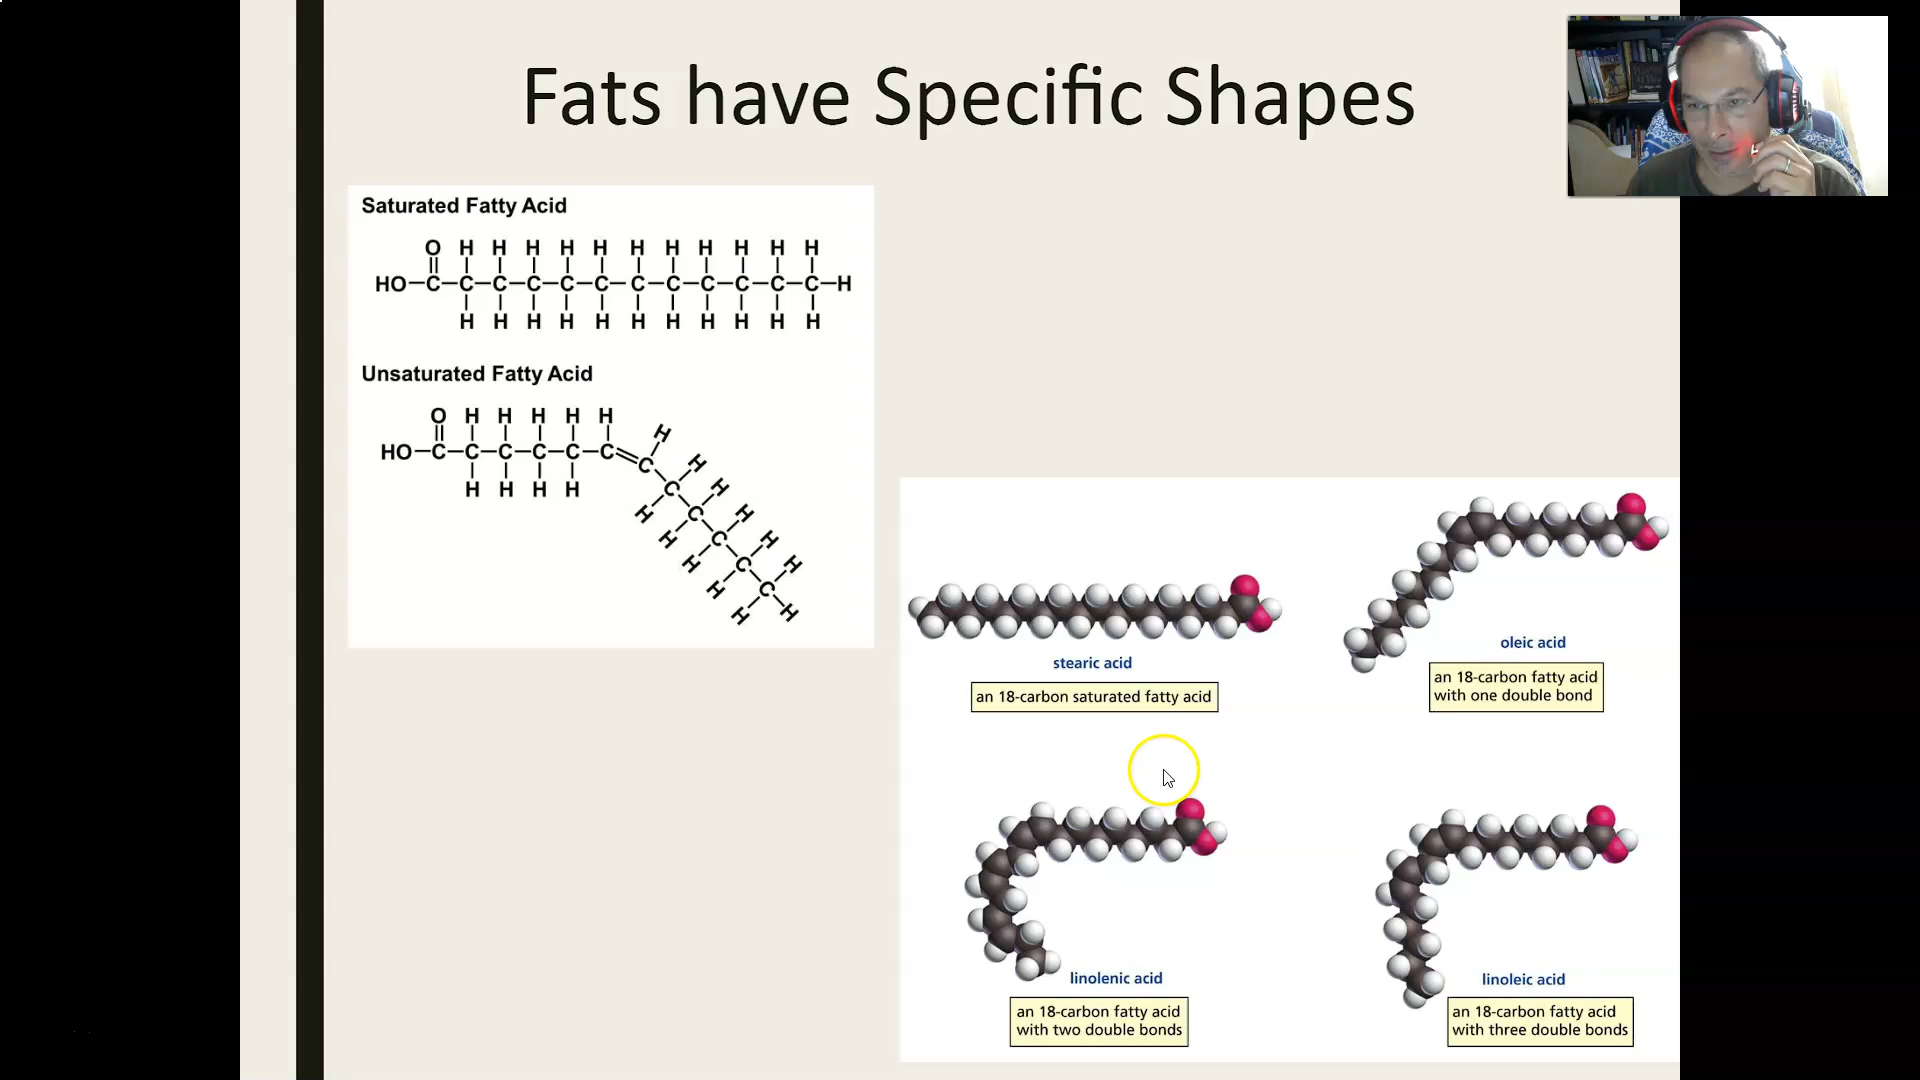 Fats have Specific Shapes
Saturated Fatty Acid
O H H H H H H H H H H H
HO-C-C-C-C-C-C-C-C-C-C-C-C-H
H H H H H H H H H H H
Unsaturated Fatty Acid
O H H H H H
H
HO-C-C-C-C-C-C=C
H H H H
H
C
H
H
C
H
H
C
H
H
C
H
H
C
H
H
H
stearic acid
an 18-carbon saturated fatty acid
oleic acid
an 18-carbon fatty acid
with one double bond
linolenic acid
an 18-carbon fatty acid
with two double bonds
linoleic acid
an 18-carbon fatty acid
with three double bonds